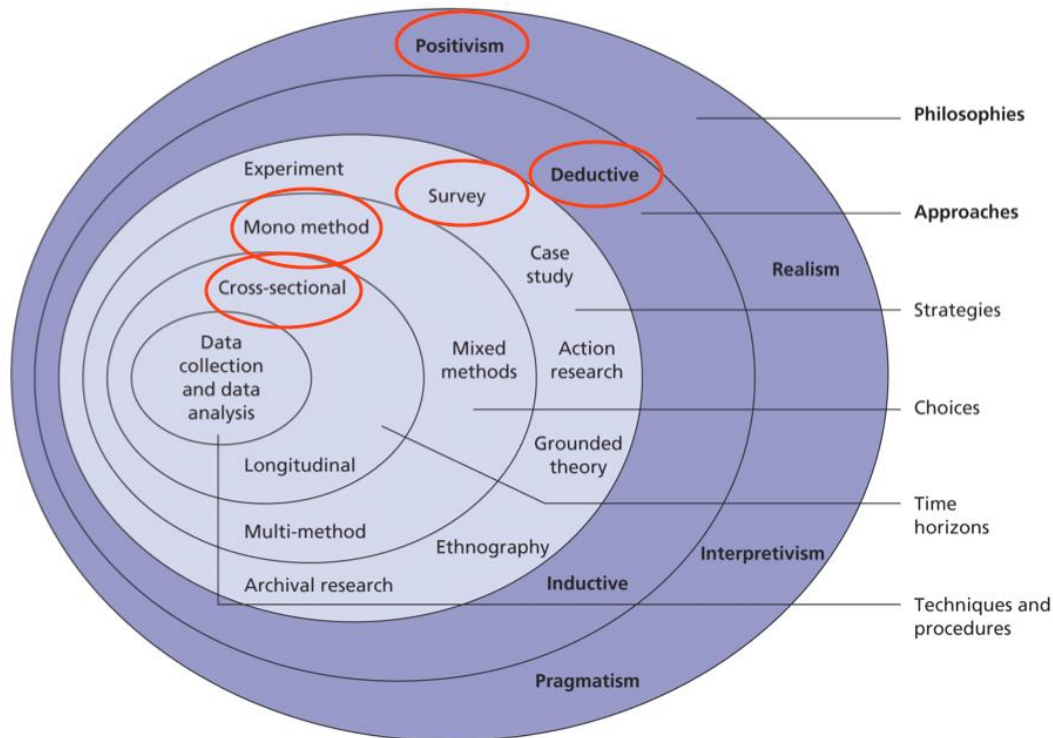 Positivism
Philosophies
Experiment
Deductive
Survey
Approaches
Mono method
Case
study
Realism
Cross-sectional
Strategies
Data
collection
and data
analysis
Mixed
methods
Action
research
Choices
Grounded
theory
Longitudinal
Time
horizons
Multi-method
Ethnography
Interpretivism
Archival research
Inductive
Techniques and
procedures
Pragmatism